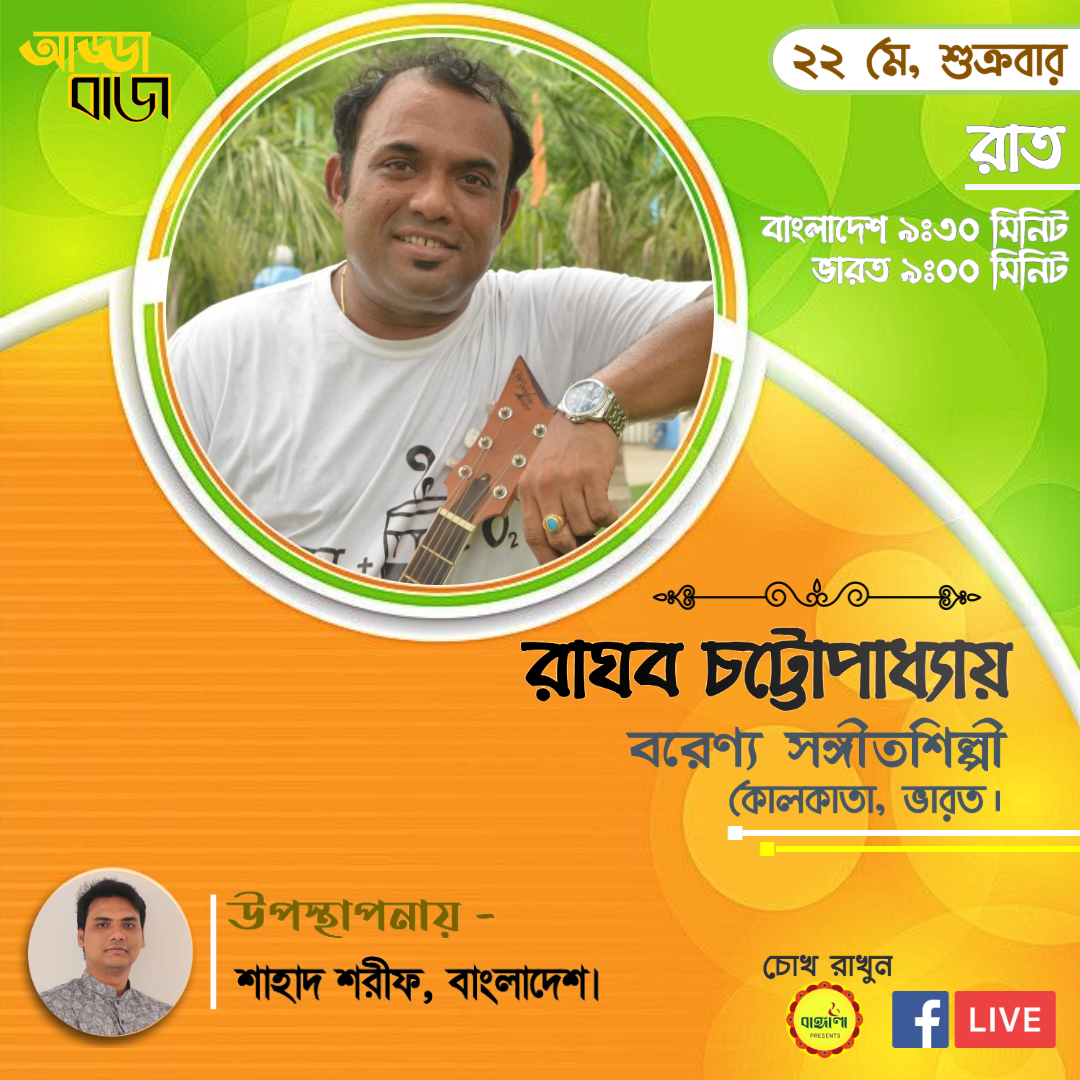 আড্ডা
বাজো
২২ মে, শুক্রবার
রাত
বাংলাদেশ ৯ঃ৩০ মিনিট
ভারত ৯ঃ০০ মিনিট
O₂
রাঘব চট্টোপাধ্যায়
বরেণ্য সঙ্গীতশিল্পী
কোলকাতা, ভারত।
উপস্থাপনায় -
শাহাদ শরীফ, বাংলাদেশ।
চোখ রাখুন
PRESENTS
f LIVE